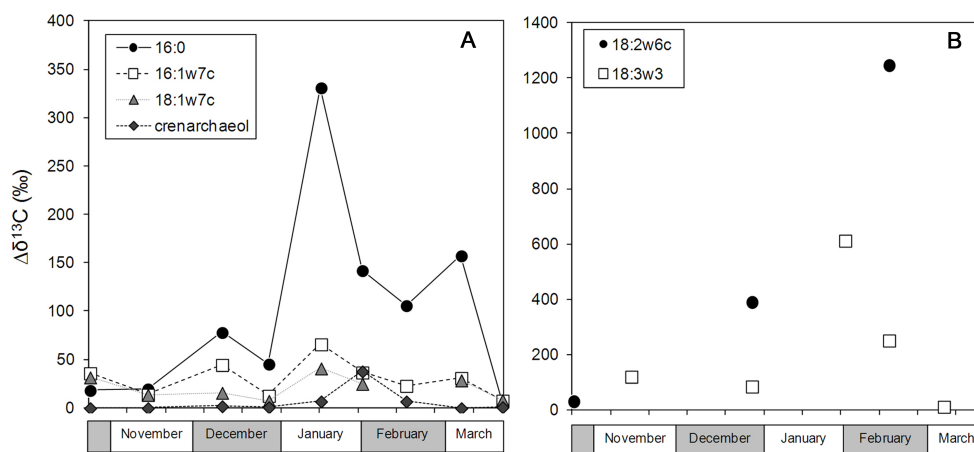 A
16:0
16:1w7c
18:1w7c
crenarchaeol
Δδ¹³C (‰)
400
350
300
250
200
150
100
50
0
November December January February March
B
18:2w6c
18:3w3
1400
1200
1000
800
600
400
200
0
November December January February March